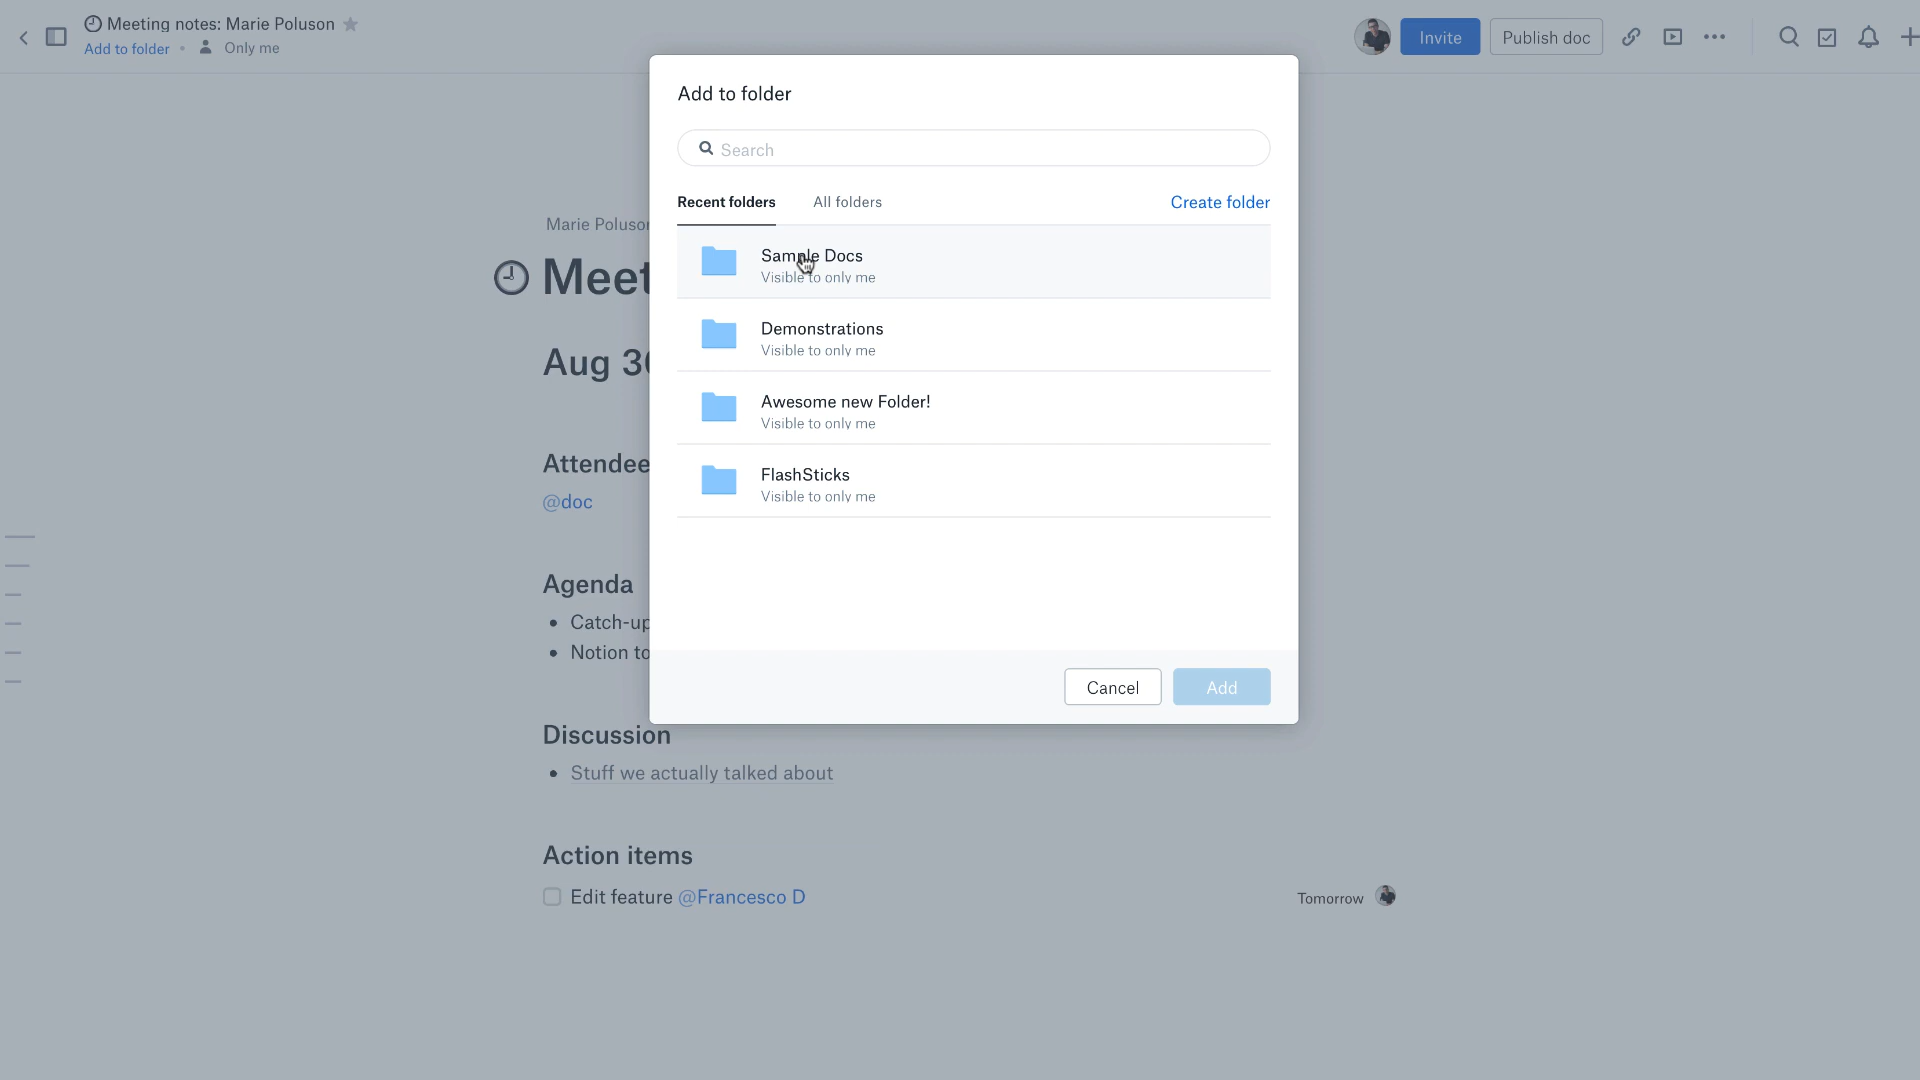 Meeting notes: Marie Poluson
Add to folder • Only me
Invite
Publish doc
Add to folder
Search
Recent folders
All folders
Create folder
Sample Docs
Visible to only me
Demonstrations
Visible to only me
Awesome new Folder!
Visible to only me
FlashSticks
Visible to only me
Cancel
Add
Marie Poluson
Meet
Aug 30
Attendee
@doc
Agenda
• Catch-up
• Notion to
Discussion
• Stuff we actually talked about
Action items
Edit feature @Francesco D
Tomorrow